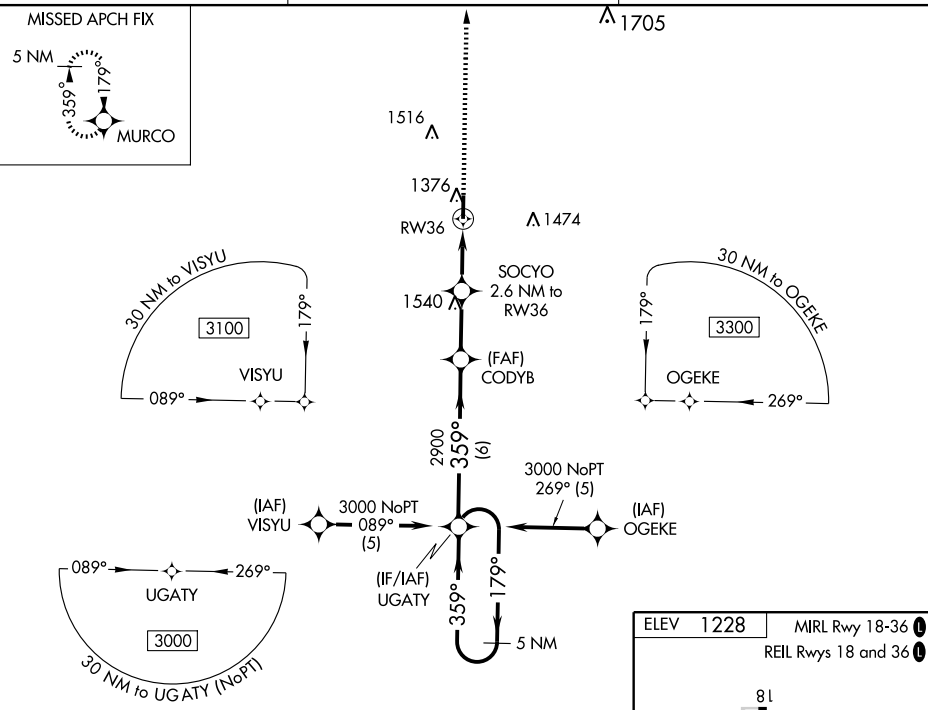 MISSED APCH FIX
5 NM
359°
179°
MURCO
1705
1516
1376
RW36
1474
SOCYO
2.6 NM to
RW36
1540
(FAF)
CODYB
30 NM to VISYU
3100
179°
VISYU
089°
30 NM to OGEKE
3300
179°
OGEKE
269°
2900
359°
(6)
3000 NoPT
269° (5)
(IAF)
VISYU
3000 NoPT
089°
(5)
(IAF)
OGEKE
(IF/IAF)
UGATY
359°
179°
5 NM
089°
269°
UGATY
3000
30 NM to UGATY (NoPT)
ELEV 1228
MIRL Rwy 18-36 L
REIL Rwys 18 and 36 L
18